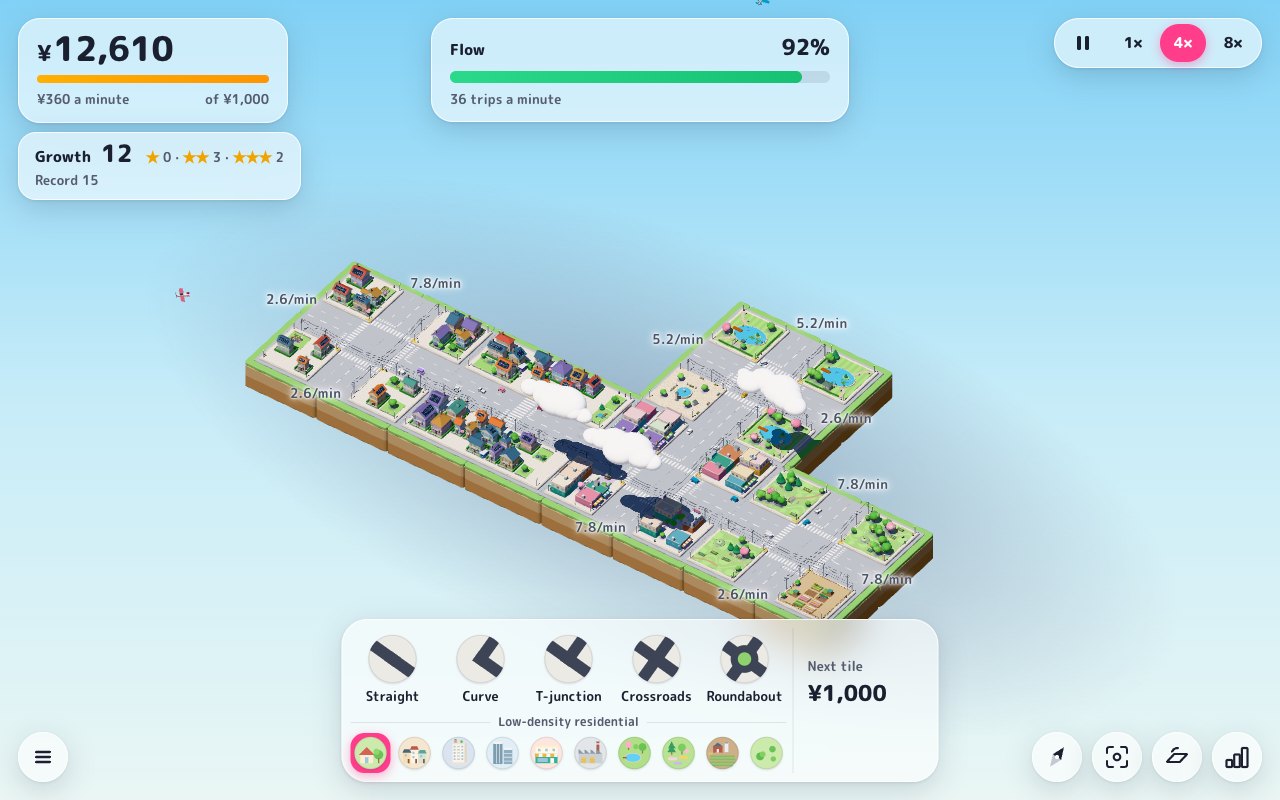 ¥12,610
¥360 a minute of ¥1,000
Growth 12 ★ 0 · ★★ 3 · ★★★ 2
Record 15
Flow 92%
36 trips a minute
1× 4× 8×
2.6/min
7.8/min
2.6/min
5.2/min
5.2/min
2.6/min
7.8/min
7.8/min
7.8/min
2.6/min
Straight Curve T-junction Crossroads Roundabout
Low-density residential
Next tile
¥1,000